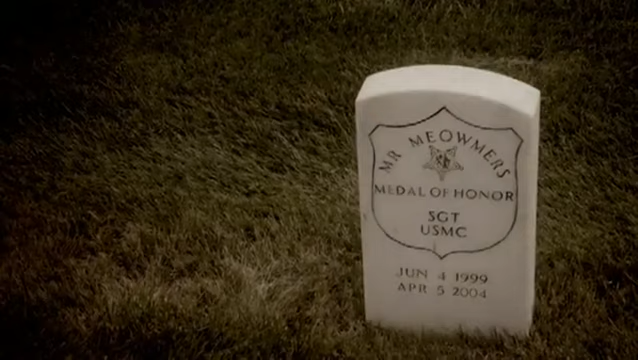 MR MEOWMERS
MEDAL OF HONOR
SGT
USMC
JUN 4 1999
APR 5 2004